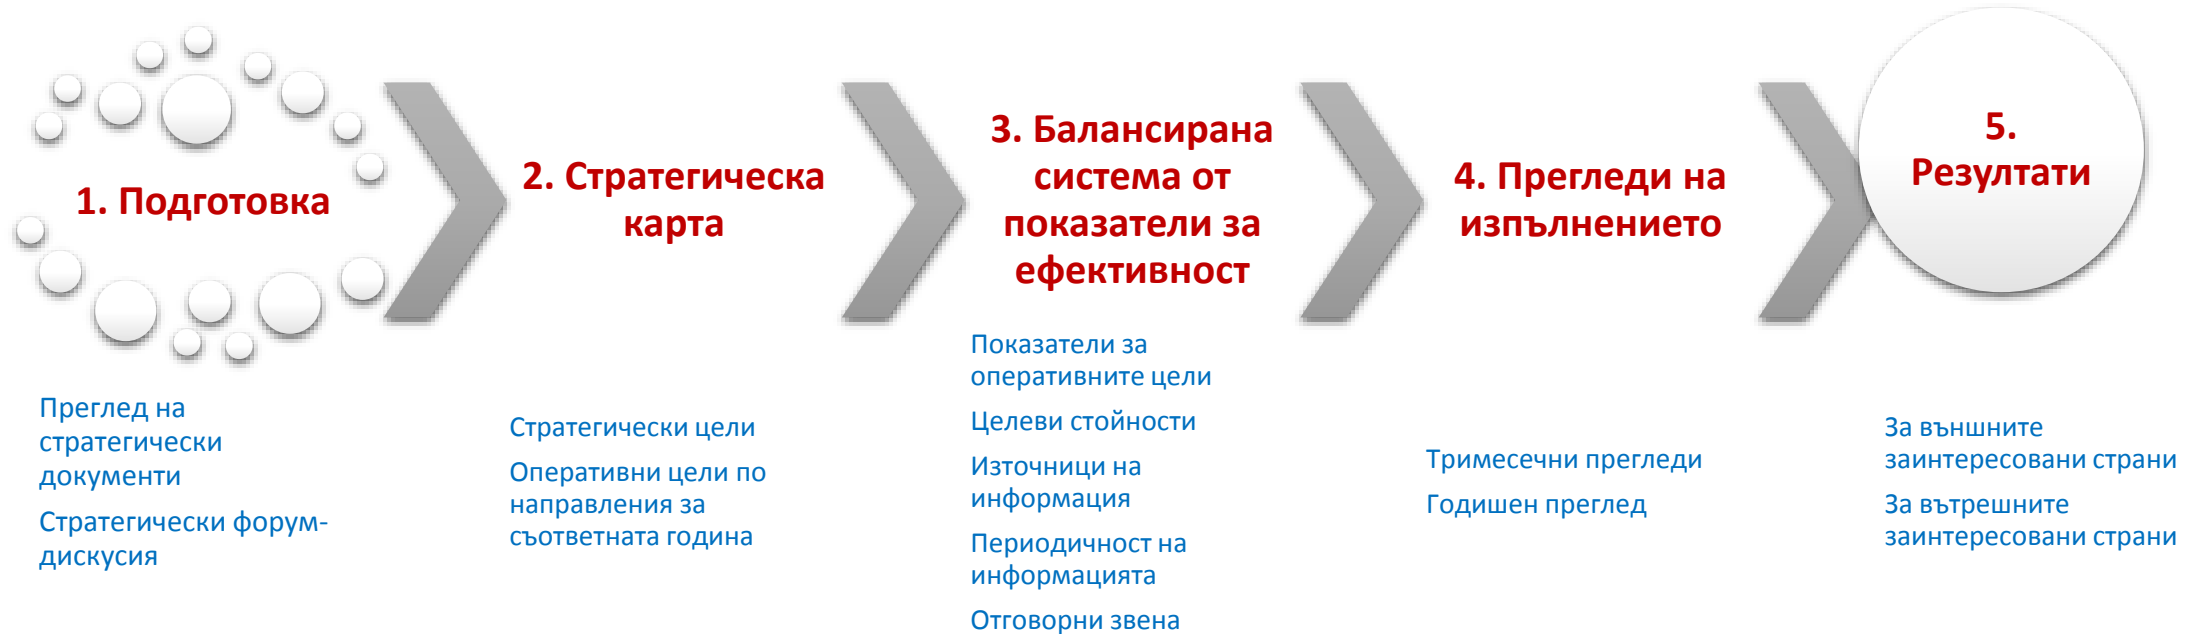 1. Подготовка
Преглед на
стратегически
документи
Стратегически форум-
дискусия
2. Стратегическа
карта
Стратегически цели
Оперативни цели по
направления за
съответната година
3. Балансирана
система от
показатели за
ефективност
Показатели за
оперативните цели
Целеви стойности
Източници на
информация
Периодичност на
информацията
Отговорни звена
4. Прегледи на
изпълнението
Тримесечни прегледи
Годишен преглед
5.
Резултати
За външните
заинтересовани страни
За вътрешните
заинтересовани страни